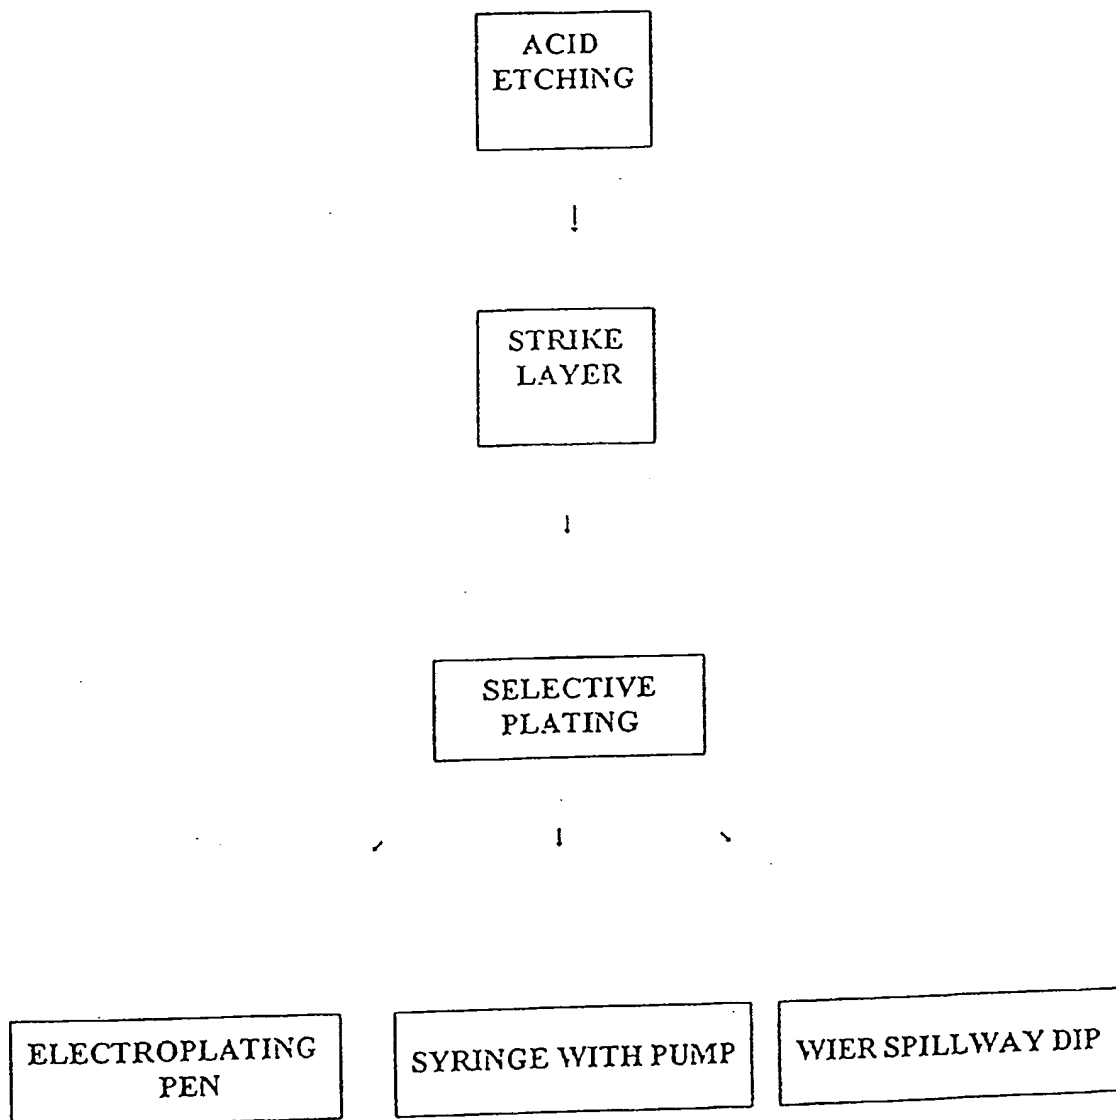 ACID
ETCHING
STRIKE
LAYER
SELECTIVE
PLATING
ELECTROPLATING
PEN
SYRINGE WITH PUMP
WIER SPILLWAY DIP